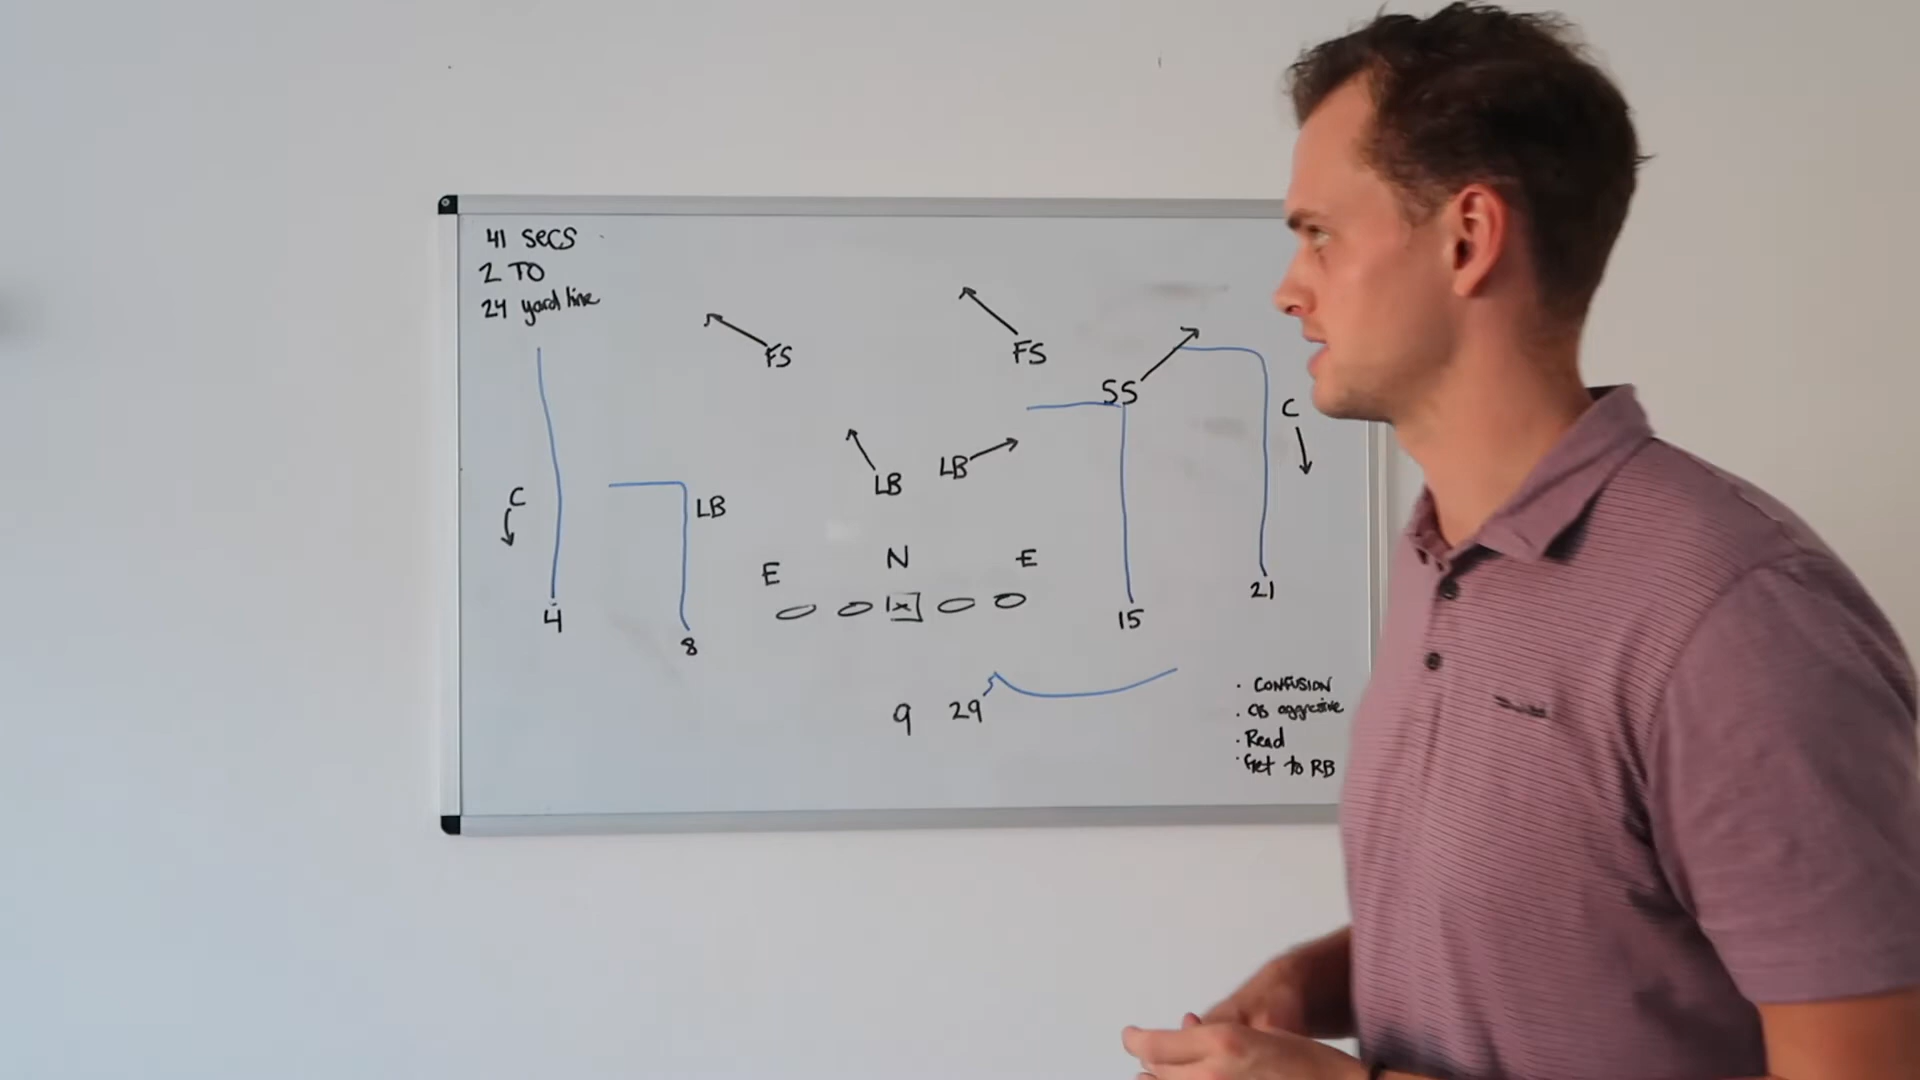 41 secs
2 TO
24 yard line
FS
FS
SS
C
LB
LB
C
LB
E
N
E
X
4
8
15
21
9
29
· CONFUSION
· CB aggressive
· Read
· Get to RB